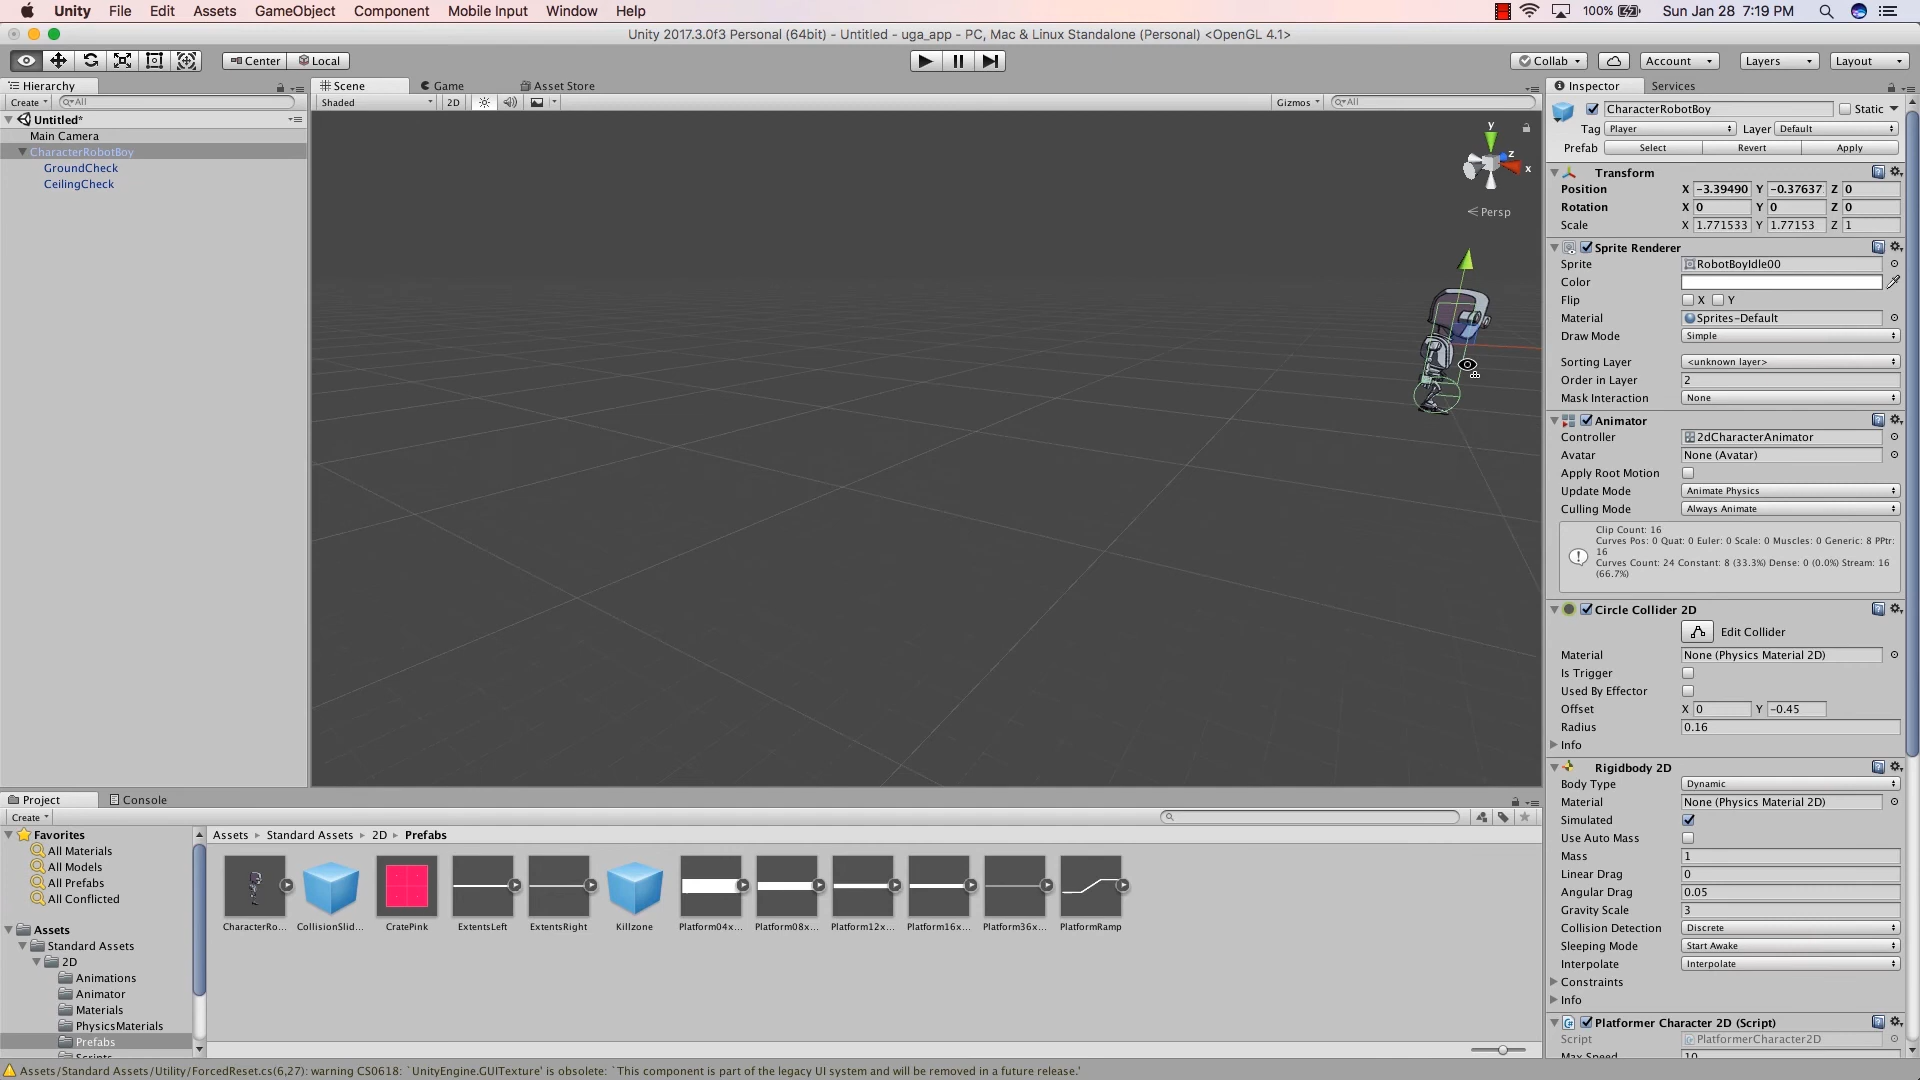 Unity File Edit Assets GameObject Component Mobile Input Window Help 100% Sun Jan 28 7:19 PM
Unity 2017.3.0f3 Personal (64bit) - Untitled - uga_app - PC, Mac & Linux Standalone (Personal) <OpenGL 4.1>
Center Local Collab Account Layers Layout
Hierarchy
Create All
Untitled*
Main Camera
CharacterRobotBoy
GroundCheck
CeilingCheck
Scene Game Asset Store
Shaded 2D Gizmos All
y
z
x
Persp
Inspector Services
CharacterRobotBoy Static
Tag Player Layer Default
Prefab Select Revert Apply
Transform
Position X -3.39490 Y -0.37637 Z 0
Rotation X 0 Y 0 Z 0
Scale X 1.771533 Y 1.77153 Z 1
Sprite Renderer
Sprite RobotBoyIdle00
Color
Flip X Y
Material Sprites-Default
Draw Mode Simple
Sorting Layer <unknown layer>
Order in Layer 2
Mask Interaction None
Animator
Controller 2dCharacterAnimator
Avatar None (Avatar)
Apply Root Motion
Update Mode Animate Physics
Culling Mode Always Animate
Clip Count: 16
Curves Pos: 0 Quat: 0 Euler: 0 Scale: 0 Muscles: 0 Generic: 8 PPtr:
16
Curves Count: 24 Constant: 8 (33.3%) Dense: 0 (0.0%) Stream: 16
(66.7%)
Circle Collider 2D
Edit Collider
Material None (Physics Material 2D)
Is Trigger
Used By Effector
Offset X 0 Y -0.45
Radius 0.16
Info
Rigidbody 2D
Body Type Dynamic
Material None (Physics Material 2D)
Simulated
Use Auto Mass
Mass 1
Linear Drag 0
Angular Drag 0.05
Gravity Scale 3
Collision Detection Discrete
Sleeping Mode Start Awake
Interpolate Interpolate
Constraints
Info
Platformer Character 2D (Script)
Script PlatformerCharacter2D
Max Speed 10
Project Console
Create
Favorites
All Materials
All Models
All Prefabs
All Conflicted
Assets
Standard Assets
2D
Animations
Animator
Materials
PhysicsMaterials
Prefabs
Scripts
Assets Standard Assets 2D Prefabs
CharacterRo... CollisionSlid... CratePink ExtentsLeft ExtentsRight Killzone Platform04x... Platform08x... Platform12x... Platform16x... Platform36x... PlatformRamp
Assets/Standard Assets/Utility/ForcedReset.cs(6,27): warning CS0618: `UnityEngine.GUITexture' is obsolete: `This component is part of the legacy UI system and will be removed in a future release.'